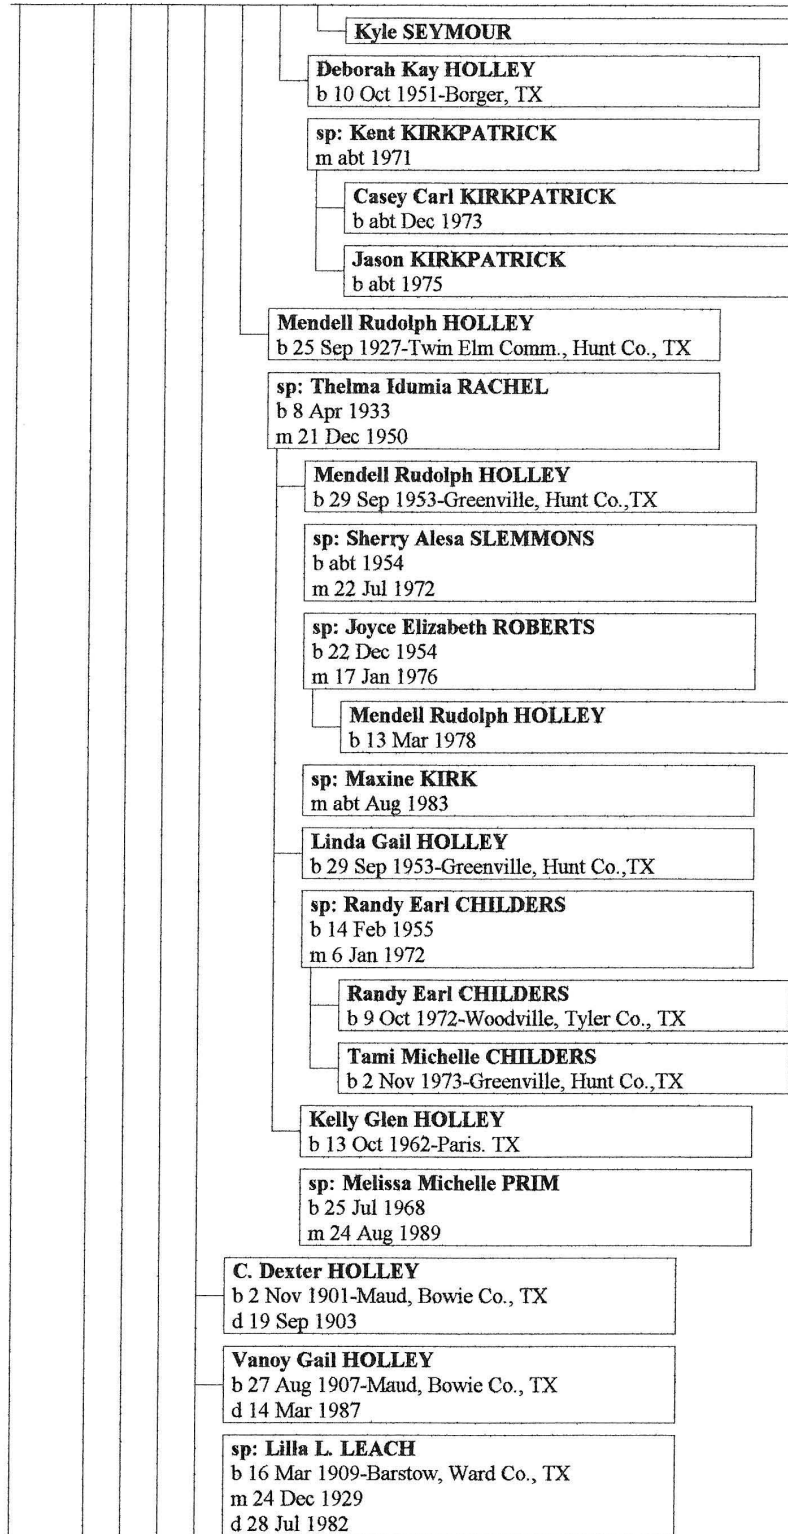 Kyle SEYMOUR
Deborah Kay HOLLEY
b 10 Oct 1951-Borger, TX
sp: Kent KIRKPATRICK
m abt 1971
Casey Carl KIRKPATRICK
b abt Dec 1973
Jason KIRKPATRICK
b abt 1975
Mendell Rudolph HOLLEY
b 25 Sep 1927-Twin Elm Comm., Hunt Co., TX
sp: Thelma Idumia RACHEL
b 8 Apr 1933
m 21 Dec 1950
Mendell Rudolph HOLLEY
b 29 Sep 1953-Greenville, Hunt Co.,TX
sp: Sherry Alesa SLEMMONS
b abt 1954
m 22 Jul 1972
sp: Joyce Elizabeth ROBERTS
b 22 Dec 1954
m 17 Jan 1976
Mendell Rudolph HOLLEY
b 13 Mar 1978
sp: Maxine KIRK
m abt Aug 1983
Linda Gail HOLLEY
b 29 Sep 1953-Greenville, Hunt Co.,TX
sp: Randy Earl CHILDERS
b 14 Feb 1955
m 6 Jan 1972
Randy Earl CHILDERS
b 9 Oct 1972-Woodville, Tyler Co., TX
Tami Michelle CHILDERS
b 2 Nov 1973-Greenville, Hunt Co.,TX
Kelly Glen HOLLEY
b 13 Oct 1962-Paris. TX
sp: Melissa Michelle PRIM
b 25 Jul 1968
m 24 Aug 1989
C. Dexter HOLLEY
b 2 Nov 1901-Maud, Bowie Co., TX
d 19 Sep 1903
Vanoy Gail HOLLEY
b 27 Aug 1907-Maud, Bowie Co., TX
d 14 Mar 1987
sp: Lilla L. LEACH
b 16 Mar 1909-Barstow, Ward Co., TX
m 24 Dec 1929
d 28 Jul 1982